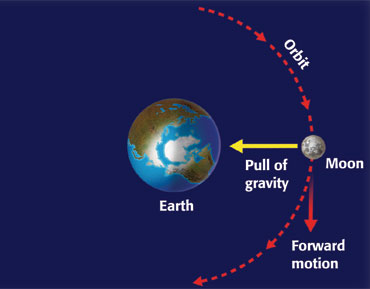 Orbit
Moon
Pull of
gravity
Earth
Forward
motion